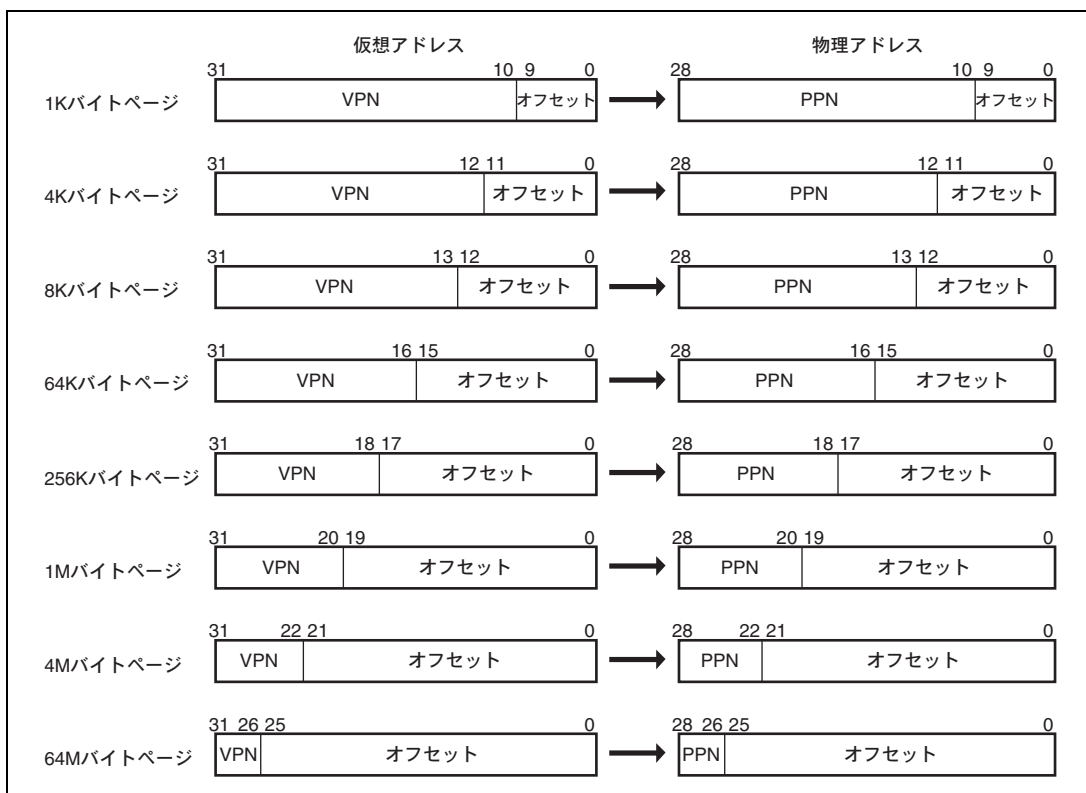 仮想アドレス 物理アドレス
31 10 9 0 28 10 9 0
1Kバイトページ VPN オフセット PPN オフセット
31 12 11 0 28 12 11 0
4Kバイトページ VPN オフセット PPN オフセット
31 13 12 0 28 13 12 0
8Kバイトページ VPN オフセット PPN オフセット
31 16 15 0 28 16 15 0
64Kバイトページ VPN オフセット PPN オフセット
31 18 17 0 28 18 17 0
256Kバイトページ VPN オフセット PPN オフセット
31 20 19 0 28 20 19 0
1Mバイトページ VPN オフセット PPN オフセット
31 22 21 0 28 22 21 0
4Mバイトページ VPN オフセット PPN オフセット
31 26 25 0 28 26 25 0
64Mバイトページ VPN オフセット PPN オフセット